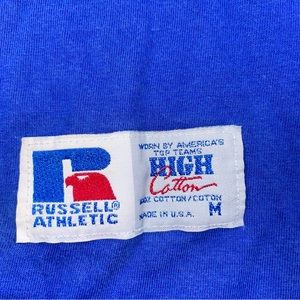 R
RUSSELL®
ATHLETIC
WORN BY AMERICA'S
TOP TEAMS
HIGH
Cotton
100% COTTON/COTON
MADE IN U.S.A. M